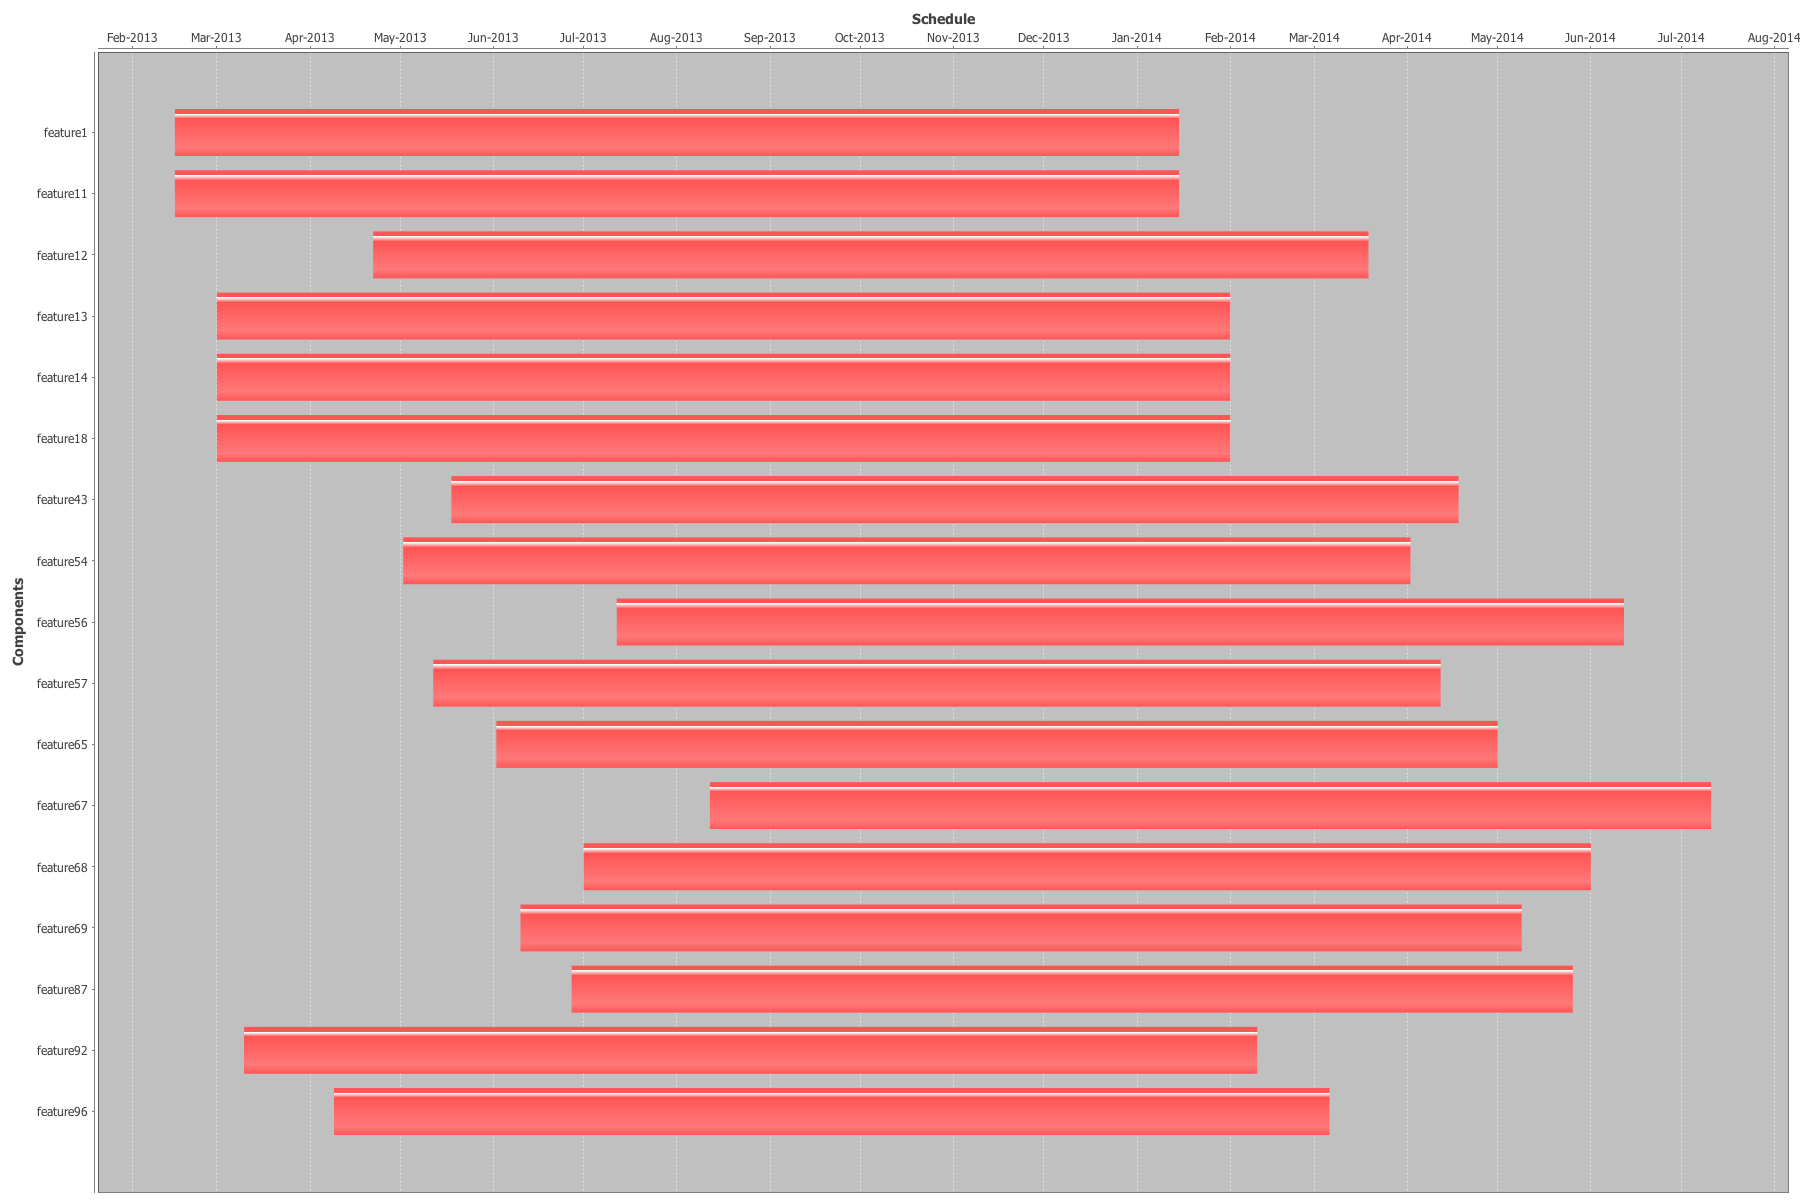 Schedule
Feb-2013 Mar-2013 Apr-2013 May-2013 Jun-2013 Jul-2013 Aug-2013 Sep-2013 Oct-2013 Nov-2013 Dec-2013 Jan-2014 Feb-2014 Mar-2014 Apr-2014 May-2014 Jun-2014 Jul-2014 Aug-2014
Components
feature1
feature11
feature12
feature13
feature14
feature18
feature43
feature54
feature56
feature57
feature65
feature67
feature68
feature69
feature87
feature92
feature96